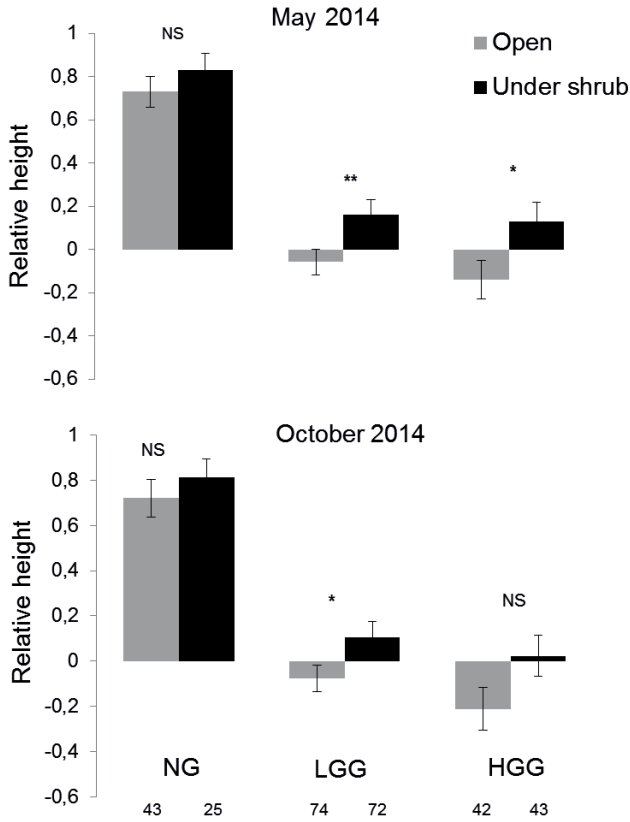 May 2014
Open
Under shrub
NS
**
*
Relative height
1
0,8
0,6
0,4
0,2
0
-0,2
-0,4
-0,6
October 2014
NS
*
NS
Relative height
1
0,8
0,6
0,4
0,2
0
-0,2
-0,4
-0,6
NG LGG HGG
43 25 74 72 42 43